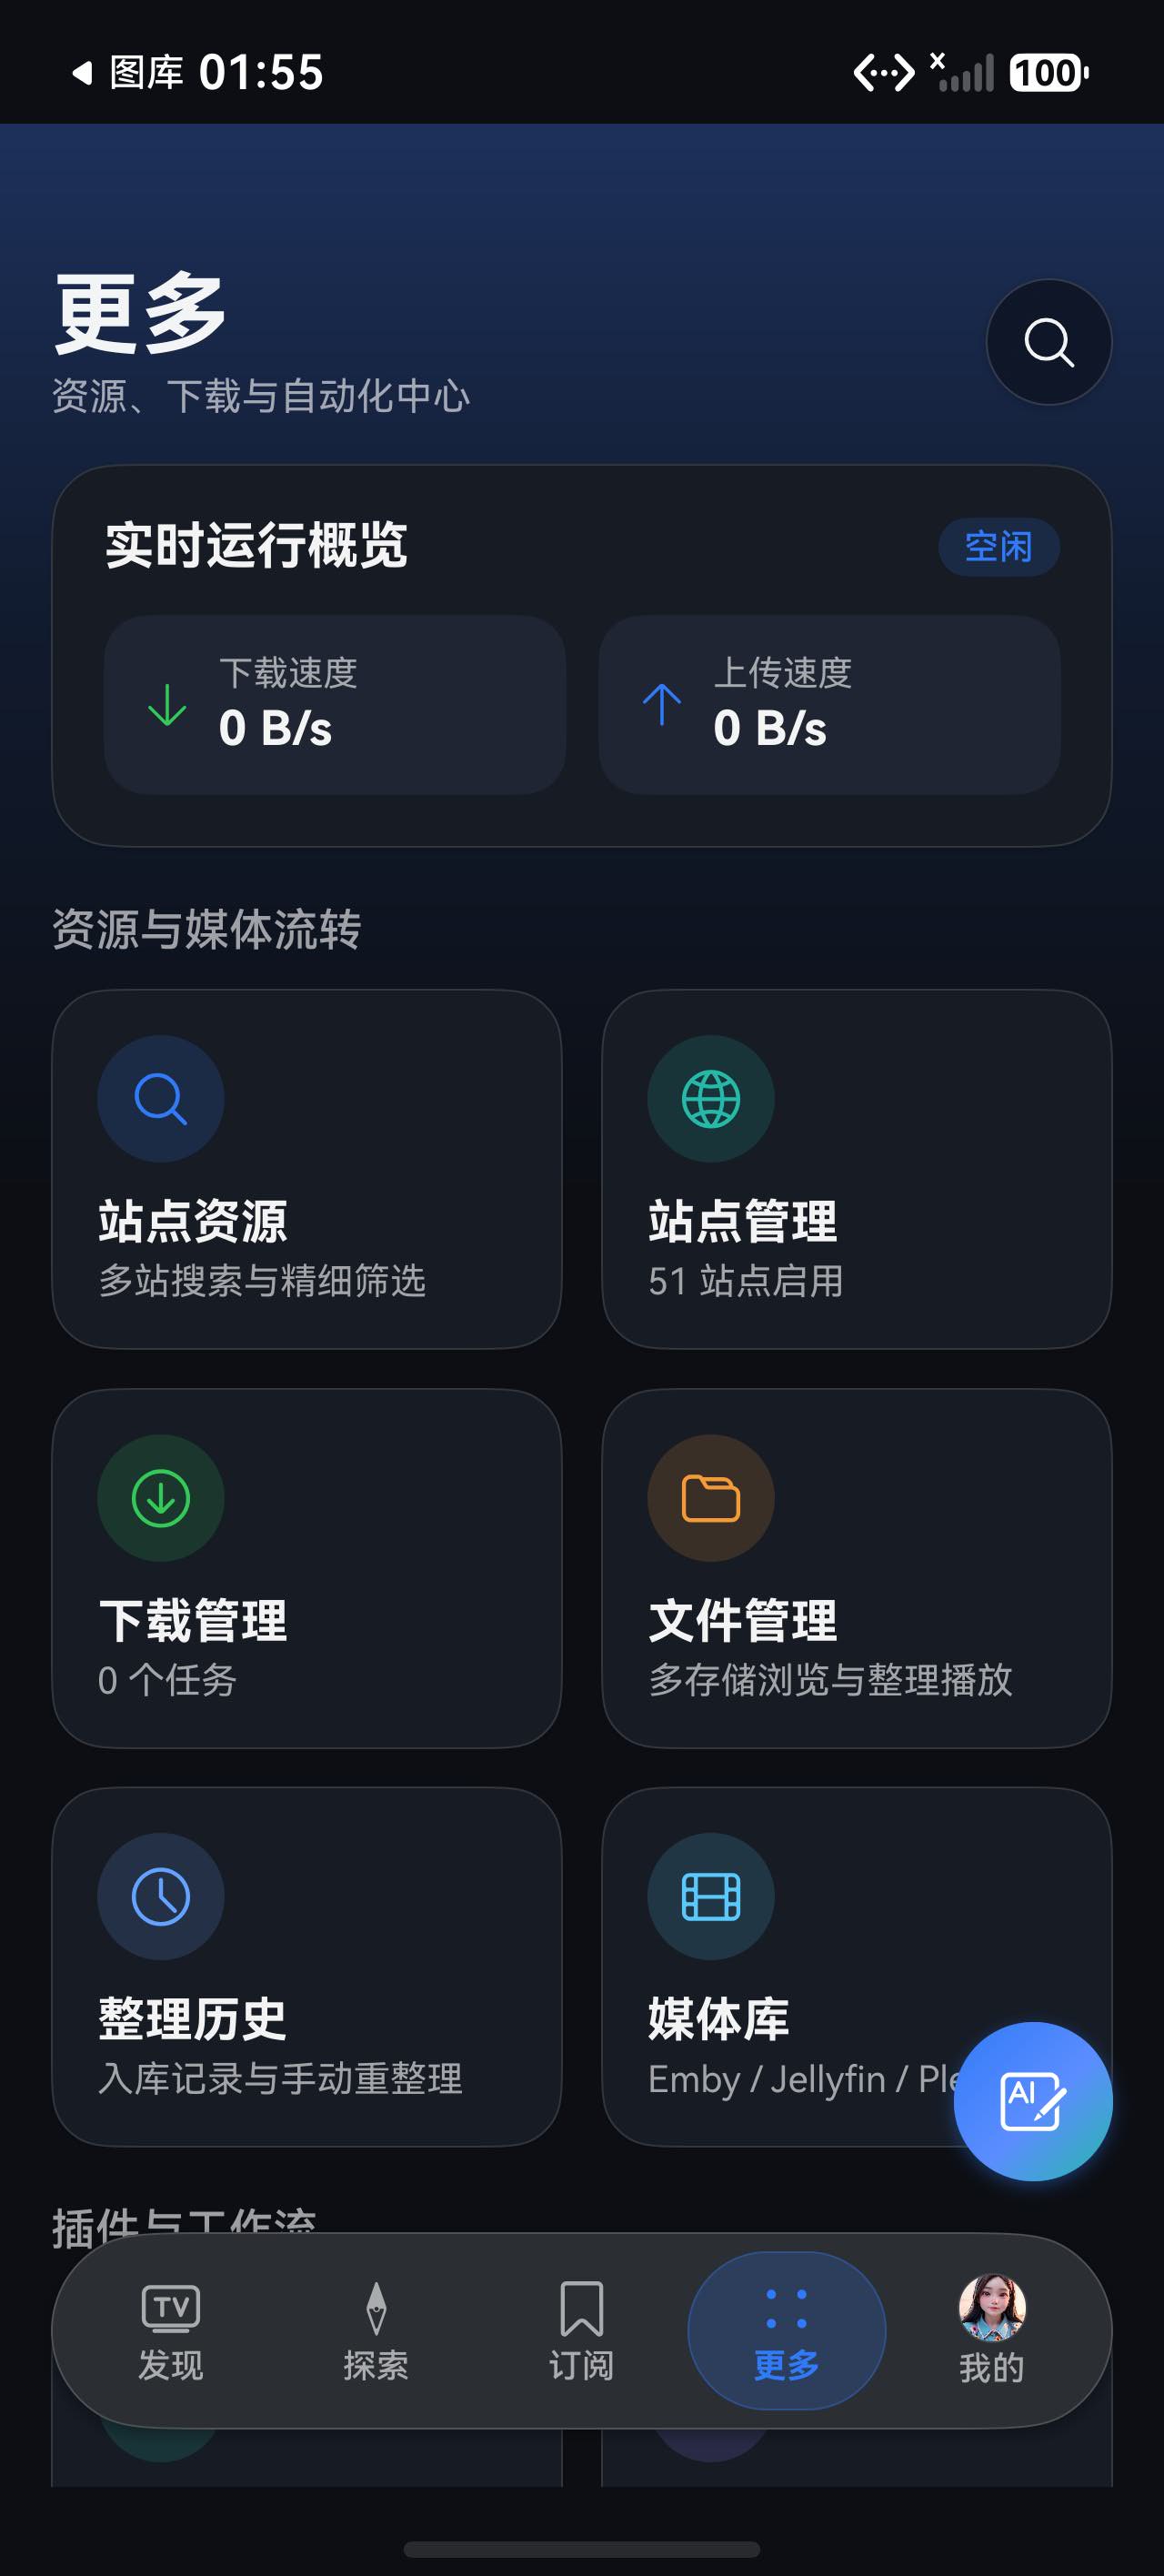 图库 01:55
100
更多
资源、下载与自动化中心
实时运行概览
空闲
下载速度
0 B/s
上传速度
0 B/s
资源与媒体流转
站点资源
多站搜索与精细筛选
站点管理
51 站点启用
下载管理
0 个任务
文件管理
多存储浏览与整理播放
整理历史
入库记录与手动重整理
媒体库
Emby / Jellyfin /
AI
插件与工作流
TV
发现
探索
订阅
更多
我的